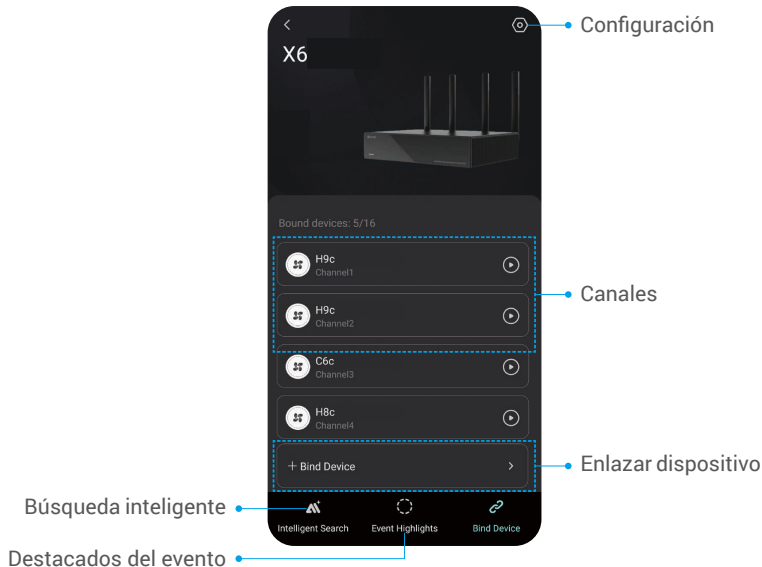 Configuración
X6
Bound devices: 5/16
H9c
Channel1
H9c
Channel2
Canales
C6c
Channel3
H8c
Channel4
+ Bind Device
Enlazar dispositivo
Búsqueda inteligente
Intelligent Search
Event Highlights
Bind Device
Destacados del evento